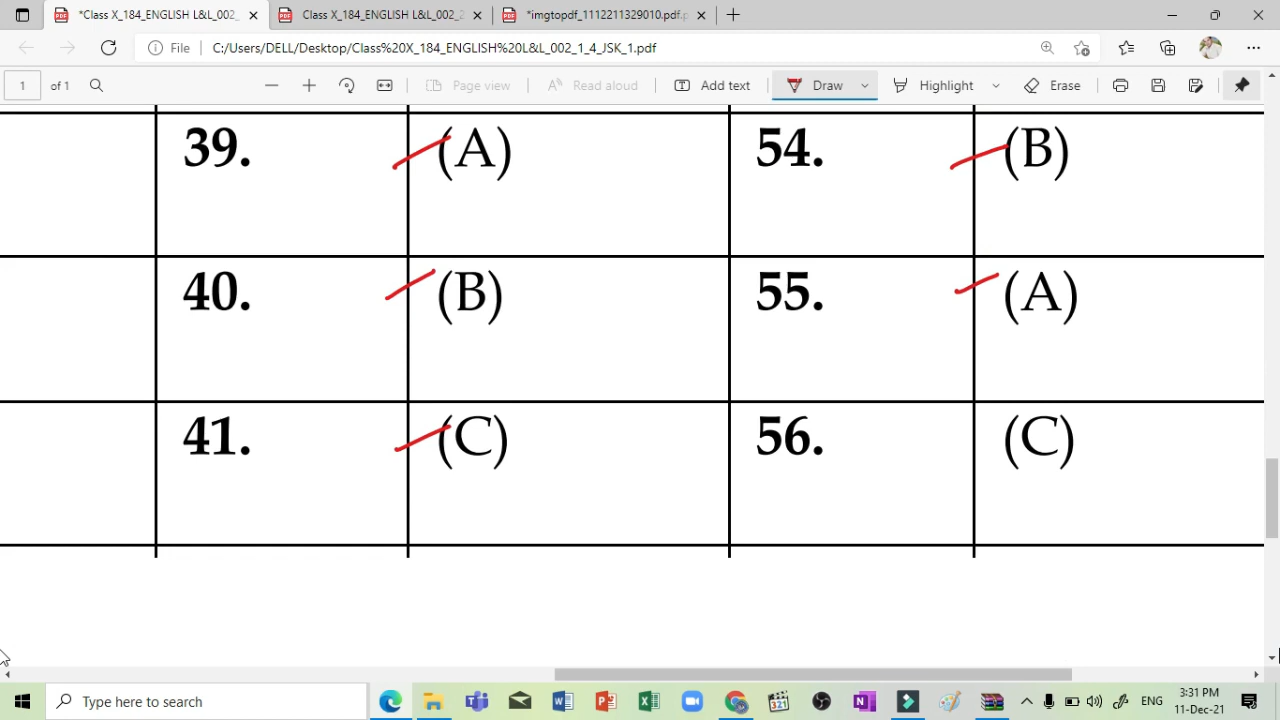 *Class X_184_ENGLISH L&L_002_
Class X_184_ENGLISH L&L_002_2
*imgtopdf_1112211329010.pdf.p
File
C:/Users/DELL/Desktop/Class%20X_184_ENGLISH%20L&L_002_1_4_JSK_1.pdf
1 of 1
Page view
Read aloud
Add text
Draw
Highlight
Erase
39. (A) 54. (B)
40. (B) 55. (A)
41. (C) 56. (C)
Type here to search
ENG
3:31 PM
11-Dec-21